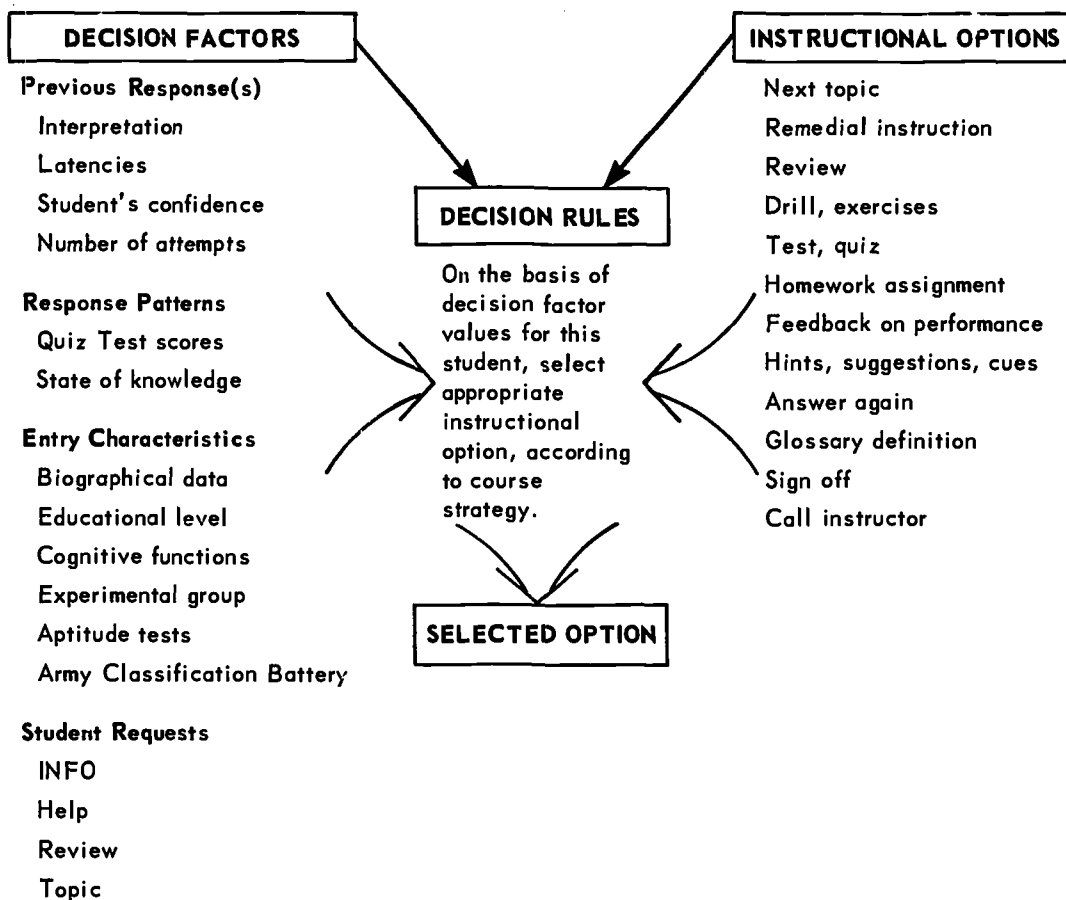 DECISION FACTORS
Previous Response(s)
Interpretation
Latencies
Student's confidence
Number of attempts
Response Patterns
Quiz Test scores
State of knowledge
Entry Characteristics
Biographical data
Educational level
Cognitive functions
Experimental group
Aptitude tests
Army Classification Battery
Student Requests
INFO
Help
Review
Topic
DECISION RULES
On the basis of
decision factor
values for this
student, select
appropriate
instructional
option, according
to course
strategy.
SELECTED OPTION
INSTRUCTIONAL OPTIONS
Next topic
Remedial instruction
Review
Drill, exercises
Test, quiz
Homework assignment
Feedback on performance
Hints, suggestions, cues
Answer again
Glossary definition
Sign off
Call instructor